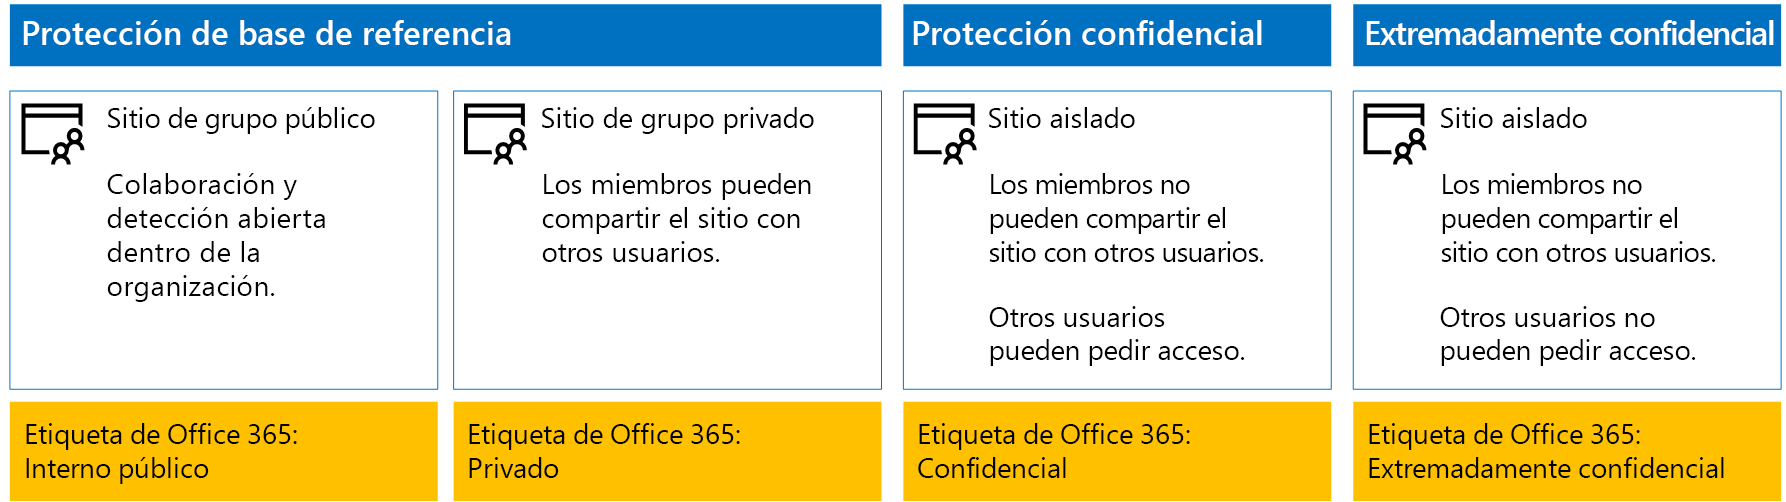 Protección de base de referencia
Protección confidencial
Extremadamente confidencial
Sitio de grupo público
Colaboración y
detección abierta
dentro de la
organización.
Sitio de grupo privado
Los miembros pueden
compartir el sitio con
otros usuarios.
Sitio aislado
Los miembros no
pueden compartir el
sitio con otros usuarios.
Otros usuarios
pueden pedir acceso.
Sitio aislado
Los miembros no
pueden compartir el
sitio con otros usuarios.
Otros usuarios no
pueden pedir acceso.
Etiqueta de Office 365:
Interno público
Etiqueta de Office 365:
Privado
Etiqueta de Office 365:
Confidencial
Etiqueta de Office 365:
Extremadamente confidencial